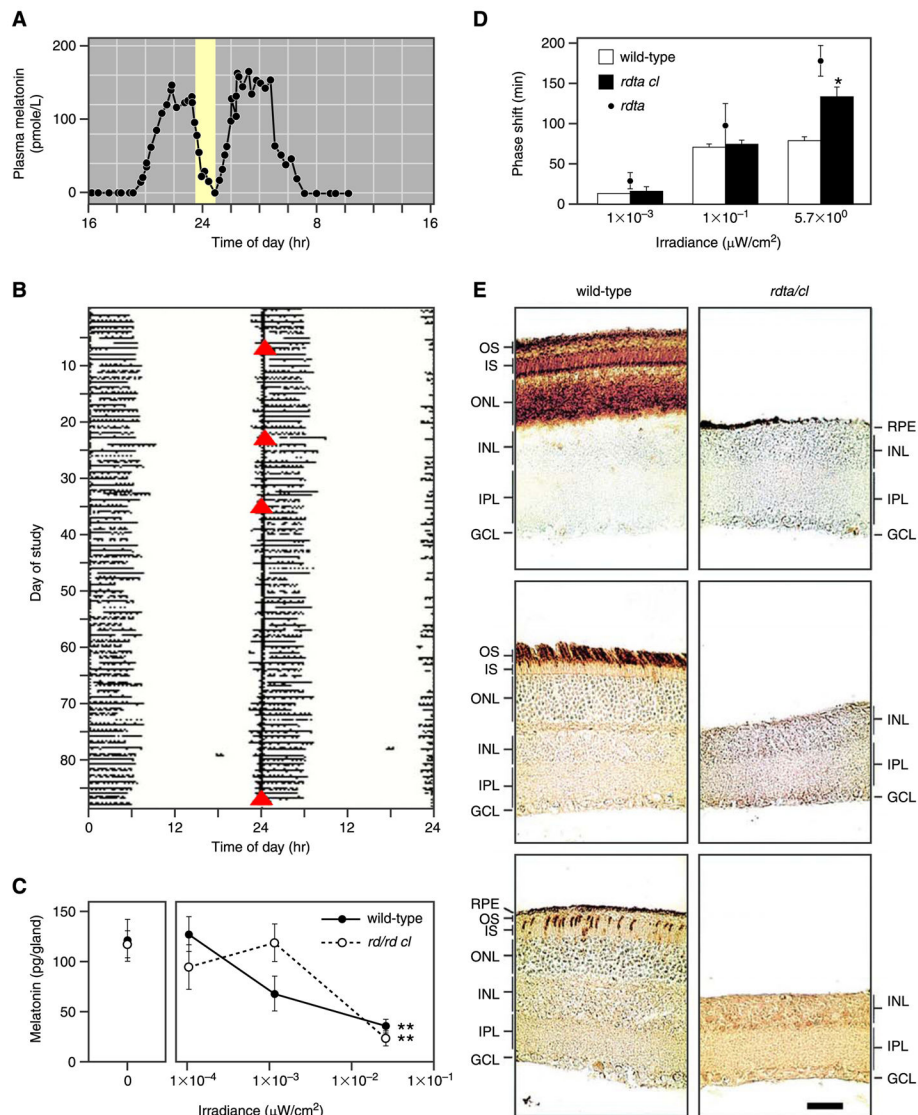 A
200
100
0
Plasma melatonin
(pmole/L)
16
24
8
16
Time of day (hr)
B
10
20
30
40
50
60
70
80
Day of study
0
12
24
12
24
Time of day (hr)
C
150
100
50
0
Melatonin (pg/gland)
wild-type
rd/rd cl
**
**
0
1×10⁻⁴
1×10⁻³
1×10⁻²
1×10⁻¹
Irradiance (μW/cm²)
D
200
150
100
50
0
Phase shift (min)
wild-type
rdta cl
rdta
*
1×10⁻³
1×10⁻¹
5.7×10⁰
Irradiance (μW/cm²)
E
wild-type
rdta/cl
OS
IS
ONL
INL
IPL
GCL
RPE
INL
IPL
GCL
OS
IS
ONL
INL
IPL
GCL
INL
IPL
GCL
RPE
OS
IS
ONL
INL
IPL
GCL
INL
IPL
GCL